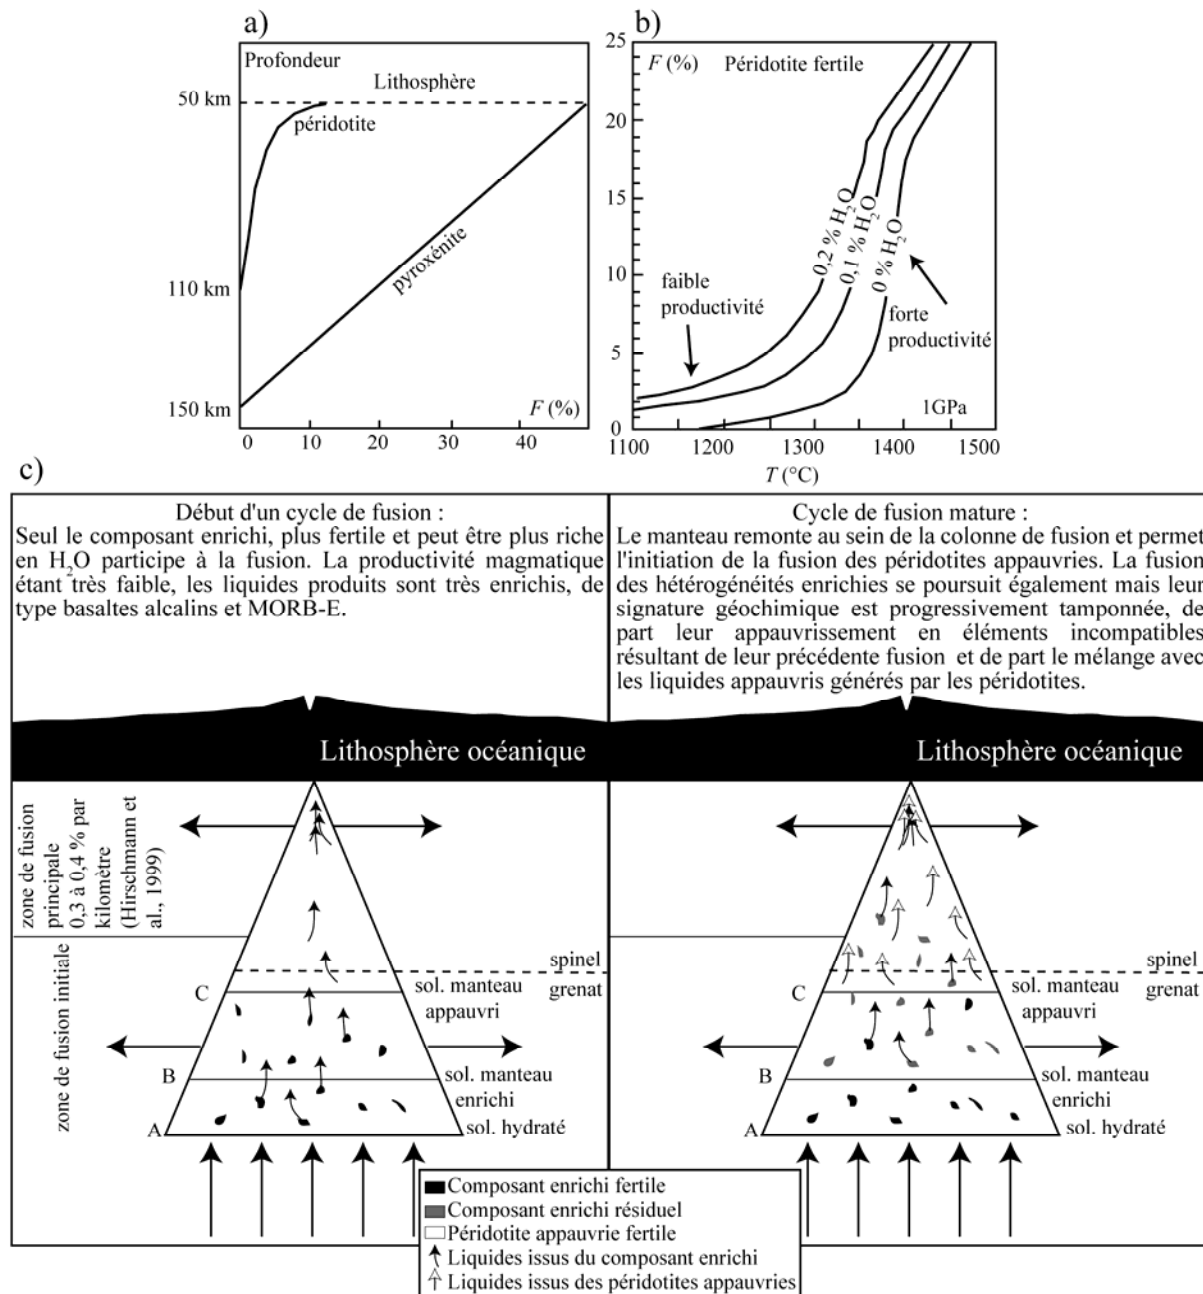 a)
Profondeur
Lithosphère
50 km
péridotite
110 km
pyroxénite
150 km
F (%)
0
10
20
30
40
b)
25
F (%)
Péridotite fertile
20
15
0,2 % H2O
0,1 % H2O
0 % H2O
10
faible
productivité
forte
productivité
5
1GPa
0
1100
1200
1300
1400
1500
T (°C)
c)
Début d'un cycle de fusion :
Seul le composant enrichi, plus fertile et peut être plus riche
en H2O participe à la fusion. La productivité magmatique
étant très faible, les liquides produits sont très enrichis, de
type basaltes alcalins et MORB-E.
Cycle de fusion mature :
Le manteau remonte au sein de la colonne de fusion et permet
l'initiation de la fusion des péridotites appauvries. La fusion
des hétérogénéités enrichies se poursuit également mais leur
signature géochimique est progressivement tamponnée, de
part leur appauvrissement en éléments incompatibles
résultant de leur précédente fusion et de part le mélange avec
les liquides appauvris générés par les péridotites.
Lithosphère océanique
Lithosphère océanique
zone de fusion
principale
0,3 à 0,4 % par
kilomètre
(Hirschmann et
al., 1999)
zone de fusion initiale
spinel
grenat
C
sol. manteau
appauvri
B
sol. manteau
enrichi
A
sol. hydraté
spinel
grenat
C
sol. manteau
appauvri
B
sol. manteau
enrichi
A
sol. hydraté
Composant enrichi fertile
Composant enrichi résiduel
Péridotite appauvrie fertile
Liquides issus du composant enrichi
Liquides issus des péridotites appauvries